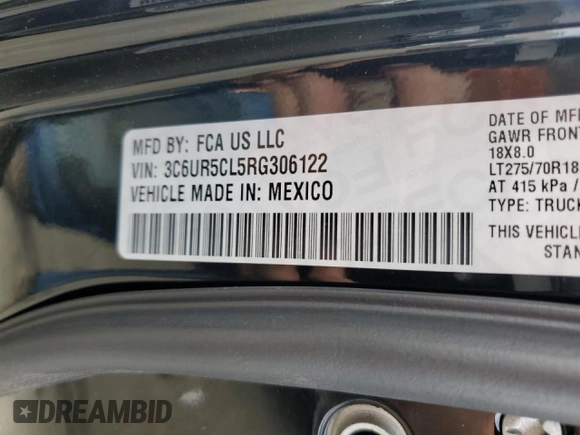 MFD BY: FCA US LLC
VIN: 3C6UR5CL5RG306122
VEHICLE MADE IN: MEXICO
DATE OF MF
GAWR FRONT
18X8.0
LT275/70R18
AT 415 kPa /
TYPE: TRUCK
THIS VEHICLE
STAN
DREAMBID